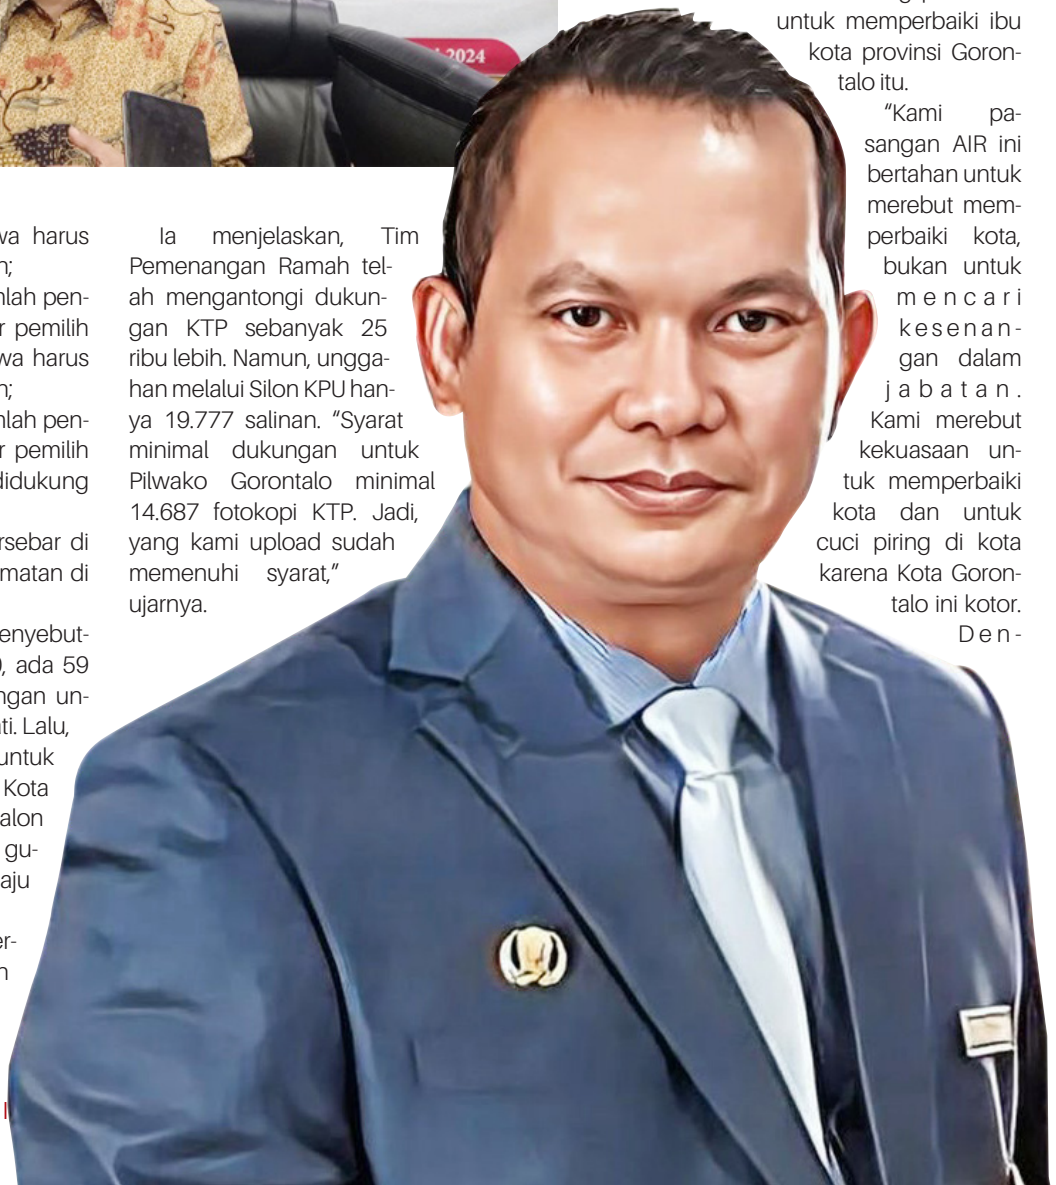 2024
wa harus
n;
nlah pen-
r pemilih
wa harus
n;
nlah pen-
r pemilih
didukung
rsebar di
matan di
enyebut-
, ada 59
ngan un-
ti. Lalu,
untuk
Kota
alon
gu-
aju
er-
n
Ia menjelaskan, Tim
Pemenangan Ramah tel-
ah mengantongi dukun-
gan KTP sebanyak 25
ribu lebih. Namun, ungga-
han melalui Silon KPU han-
ya 19.777 salinan. “Syarat
minimal dukungan untuk
Pilwako Gorontalo minimal
14.687 fotokopi KTP. Jadi,
yang kami upload sudah
memenuhi syarat,”
ujarnya.
untuk memperbaiki ibu
kota provinsi Goron-
talo itu.
“Kami pa-
sangan AIR ini
bertahan untuk
merebut mem-
perbaiki kota,
bukan untuk
mencari
kesenan-
gan dalam
jabatan.
Kami merebut
kekuasaan un-
tuk memperbaiki
kota dan untuk
cuci piring di kota
karena Kota Goron-
talo ini kotor.
Den-